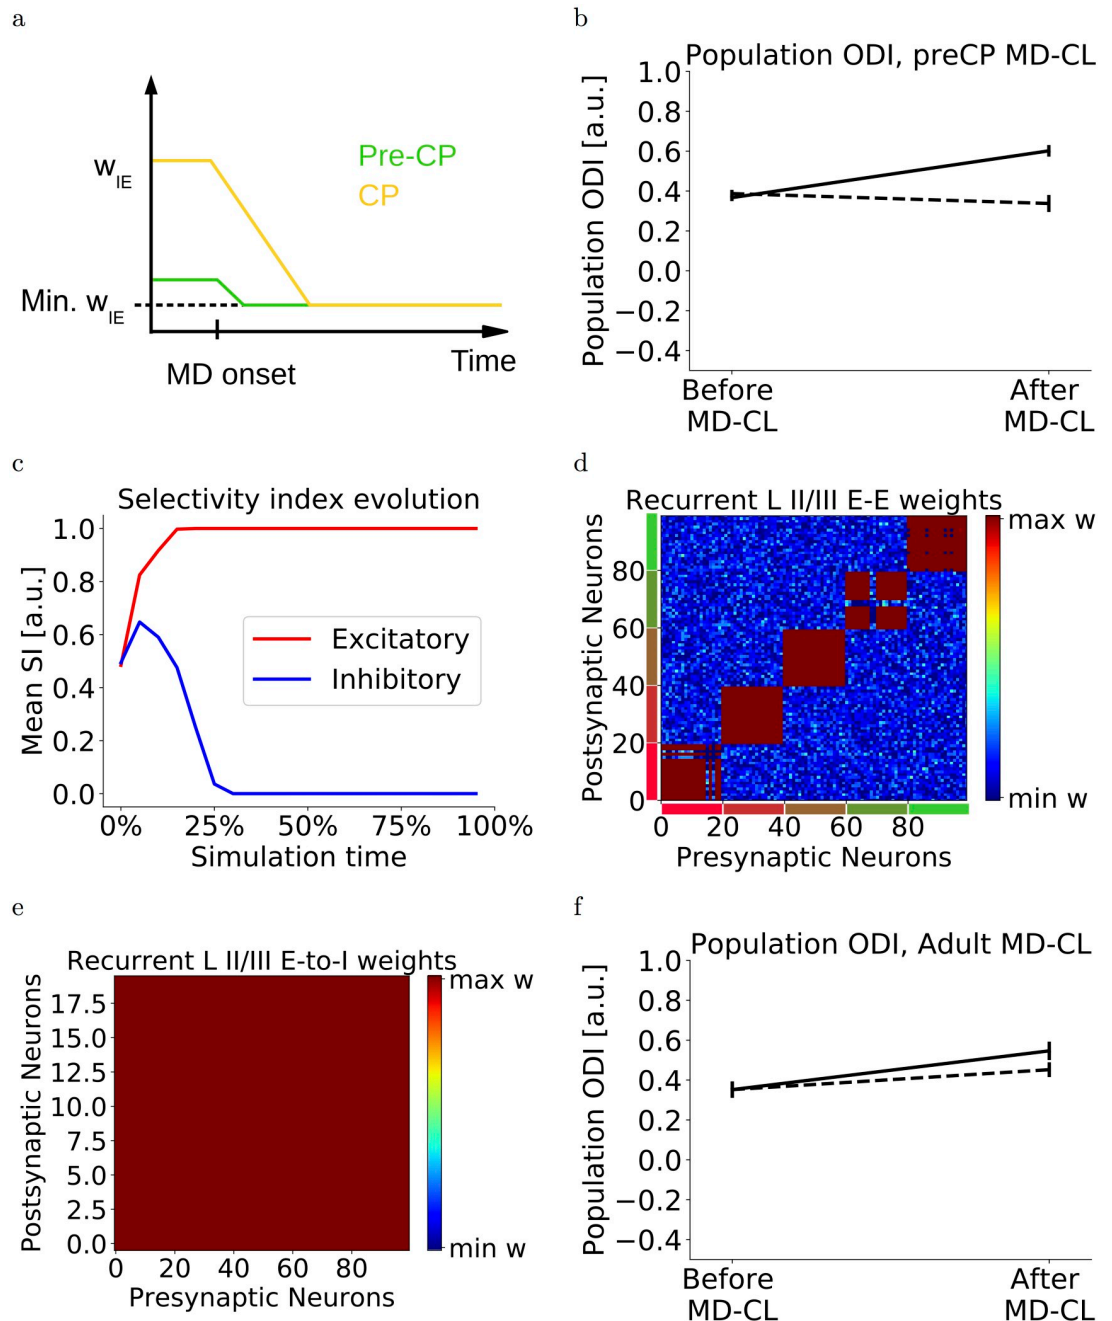 a
w IE
Pre-CP
CP
Min. w IE
MD onset
Time
b
Population ODI, preCP MD-CL
Population ODI [a.u.]
1.0
0.8
0.6
0.4
0.2
0.0
−0.2
−0.4
Before
MD-CL
After
MD-CL
c
Selectivity index evolution
Mean SI [a.u.]
1.0
0.8
0.6
0.4
0.2
0.0
Excitatory
Inhibitory
0% 25% 50% 75% 100%
Simulation time
d
Recurrent L II/III E-E weights
Postsynaptic Neurons
80
60
40
20
0
0 20 40 60 80
Presynaptic Neurons
max w
min w
e
Recurrent L II/III E-to-I weights
Postsynaptic Neurons
17.5
15.0
12.5
10.0
7.5
5.0
2.5
0.0
0 20 40 60 80
Presynaptic Neurons
max w
min w
f
Population ODI, Adult MD-CL
Population ODI [a.u.]
1.0
0.8
0.6
0.4
0.2
0.0
−0.2
−0.4
Before
MD-CL
After
MD-CL